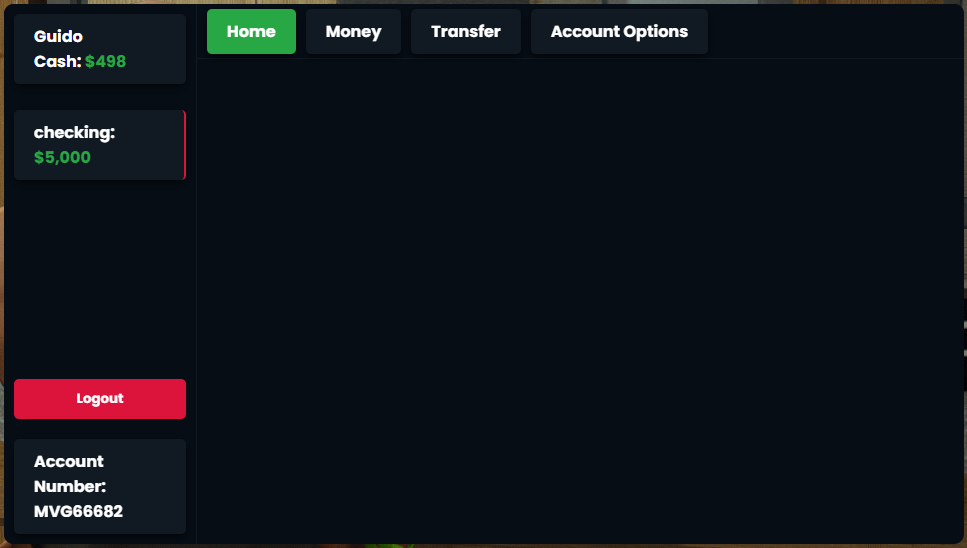 Guido
Cash: $498
checking:
$5,000
Logout
Account
Number:
MVG66682
Home
Money
Transfer
Account Options